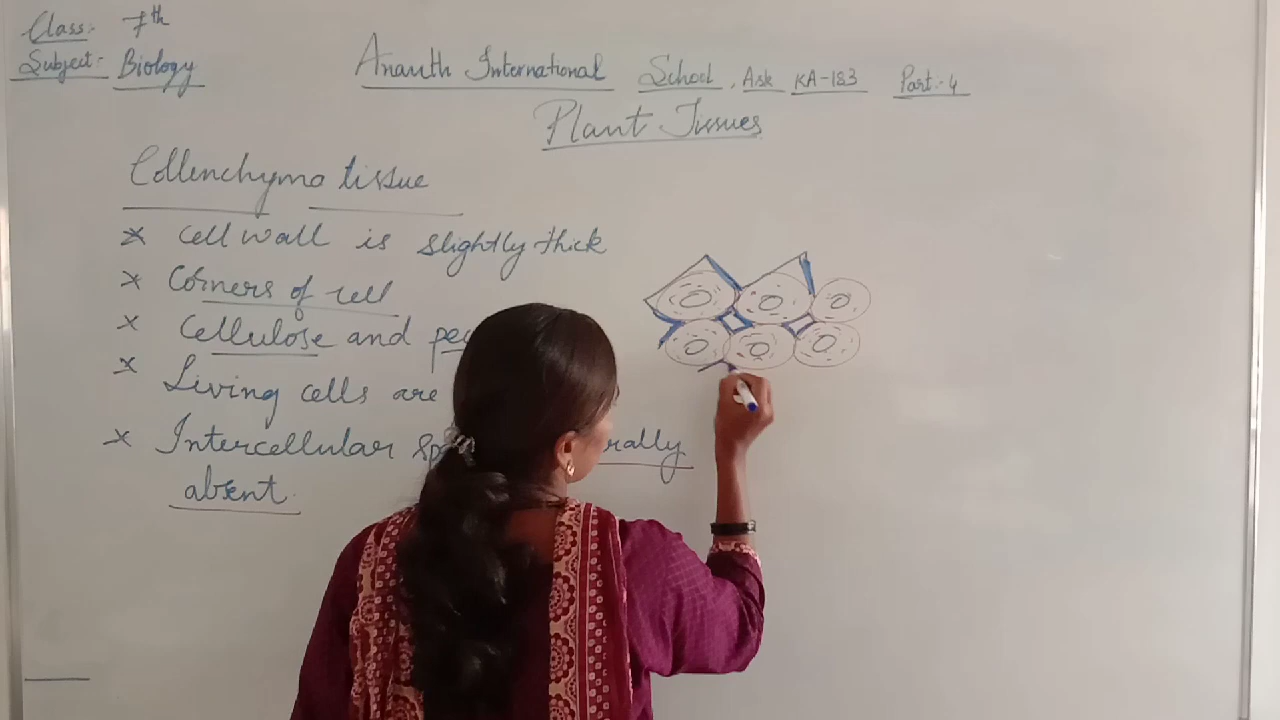 Class:- 7th
Subject:- Biology
Ananth International School, Ask KA-183 Part:-4
Plant Tissues
Collenchyma tissue
* Cell wall is slightly thick
* Corners of cell
* Cellulose and
* Living cells are
* Intercellular
absent.